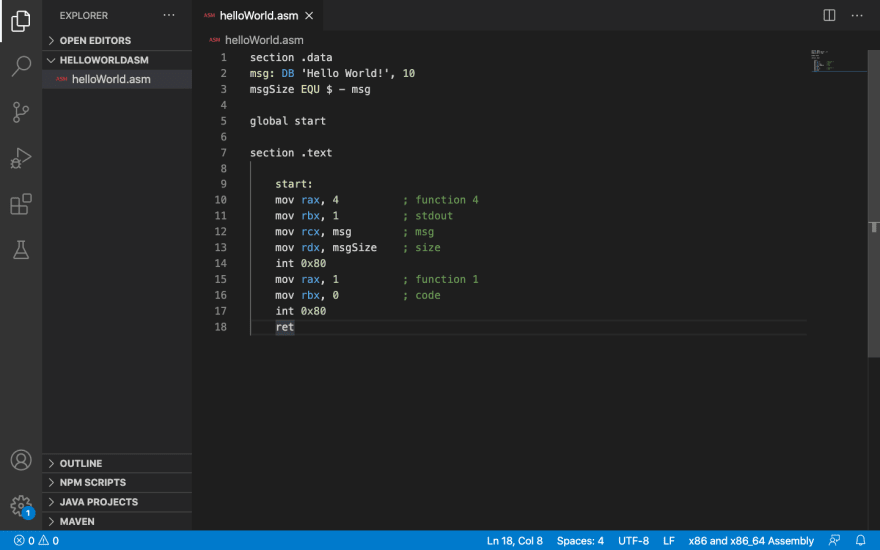 EXPLORER
OPEN EDITORS
HELLOWORLDASM
ASM helloWorld.asm
ASM helloWorld.asm
ASM helloWorld.asm
1 section .data
2 msg: DB 'Hello World!', 10
3 msgSize EQU $ - msg
4
5 global start
6
7 section .text
8
9 start:
10 mov rax, 4 ; function 4
11 mov rbx, 1 ; stdout
12 mov rcx, msg ; msg
13 mov rdx, msgSize ; size
14 int 0x80
15 mov rax, 1 ; function 1
16 mov rbx, 0 ; code
17 int 0x80
18 ret
OUTLINE
NPM SCRIPTS
JAVA PROJECTS
MAVEN
1
0 0
Ln 18, Col 8 Spaces: 4 UTF-8 LF x86 and x86_64 Assembly